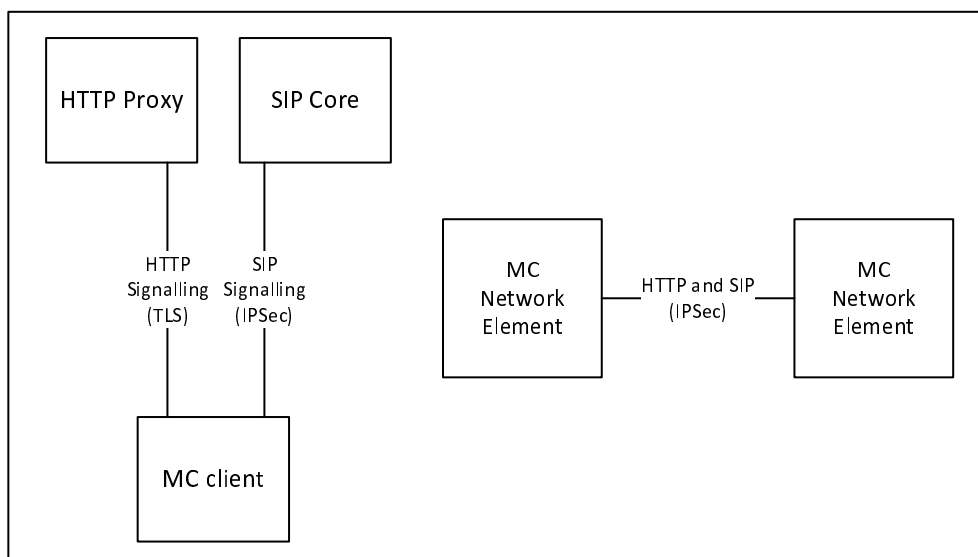 HTTP Proxy
SIP Core
HTTP
Signalling
(TLS)
SIP
Signalling
(IPSec)
MC client
MC
Network
Element
HTTP and SIP
(IPSec)
MC
Network
Element